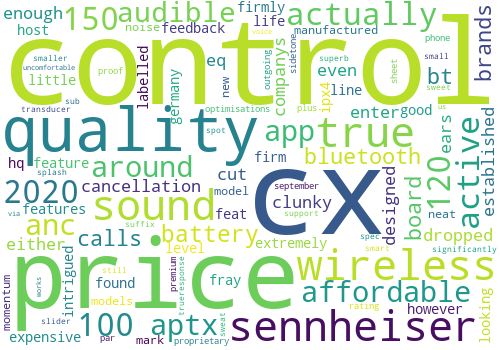 enough 150 audible actually firmly brands
host noise feedback life manufactured phone
smaller uncomfortable proof voice outgoing superb sheet sweet us
control
little germany eq new sidetone labelled companys even line ipx4 enter good small bt
transducer sub optimisations plus
quality app true active established
hq spot around firm bluetooth ears
feature splash cancellation cut model september designed 120 board
2020 features via sound feat clunky support neat
anc suffix cx spec dropped
either calls battery level extremely smart significantly
price wireless
intrigued still found fray premium trueresponse affordable looking
momentum models works 100 aptx sennheiser however
slider expensive par mark proprietary sweat rating